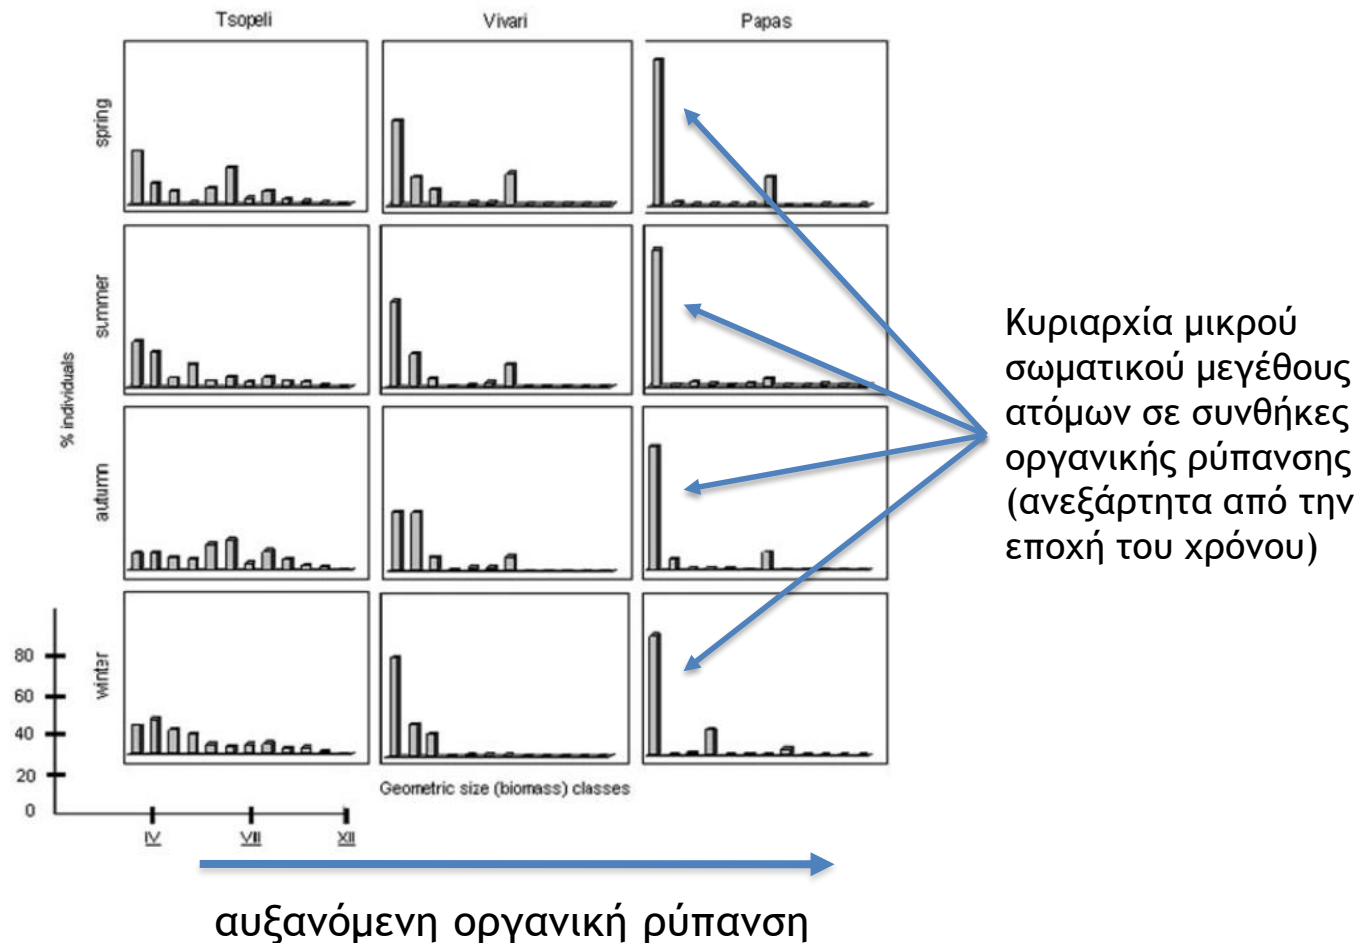 Tsopeli
Vivari
Papas
spring
summer
autumn
winter
% individuals
80
60
40
20
0
IV
VII
XII
Geometric size (biomass) classes
Κυριαρχία μικρού
σωματικού μεγέθους
ατόμων σε συνθήκες
οργανικής ρύπανσης
(ανεξάρτητα από την
εποχή του χρόνου)
αυξανόμενη οργανική ρύπανση